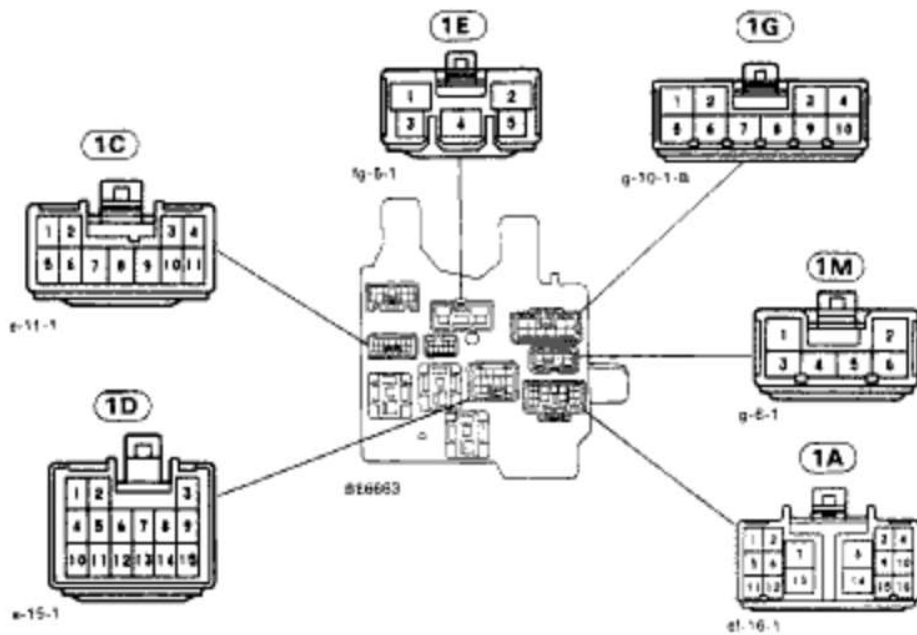 1E
1 2
3 4 5
fg-5-1
1G
1 2 3 4
5 6 7 8 9 10
g-10-1-B
1C
1 2 3 4
5 6 7 8 9 10 11
1M
1 2
3 4 5 6
g-6-1
1D
1 2 3
4 5 6 7 8 9
10 11 12 13 14 15
e-15-1
BE6663
1A
1 2 7 8 3 4
5 6 9 10
11 12 13 14 15 16